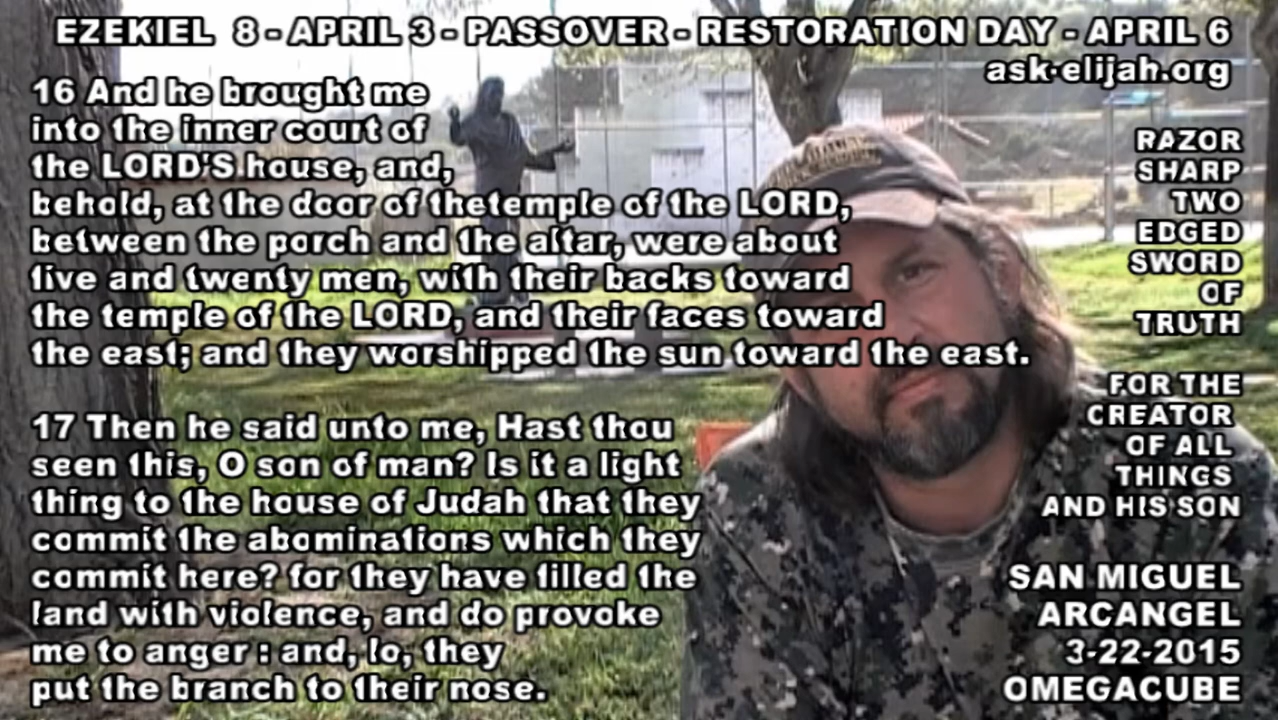 EZEKIEL 8 - APRIL 3 - PASSOVER - RESTORATION DAY - APRIL 6
ask-elijah.org
16 And he brought me
into the inner court of
the LORD'S house, and,
behold, at the door of thetemple of the LORD,
between the porch and the altar, were about
five and twenty men, with their backs toward
the temple of the LORD, and their faces toward
the east; and they worshipped the sun toward the east.
17 Then he said unto me, Hast thou
seen this, O son of man? Is it a light
thing to the house of Judah that they
commit the abominations which they
commit here? for they have filled the
land with violence, and do provoke
me to anger : and, lo, they
put the branch to their nose.
RAZOR
SHARP
TWO
EDGED
SWORD
OF
TRUTH
FOR THE
CREATOR
OF ALL
THINGS
AND HIS SON
SAN MIGUEL
ARCANGEL
3-22-2015
OMEGACUBE